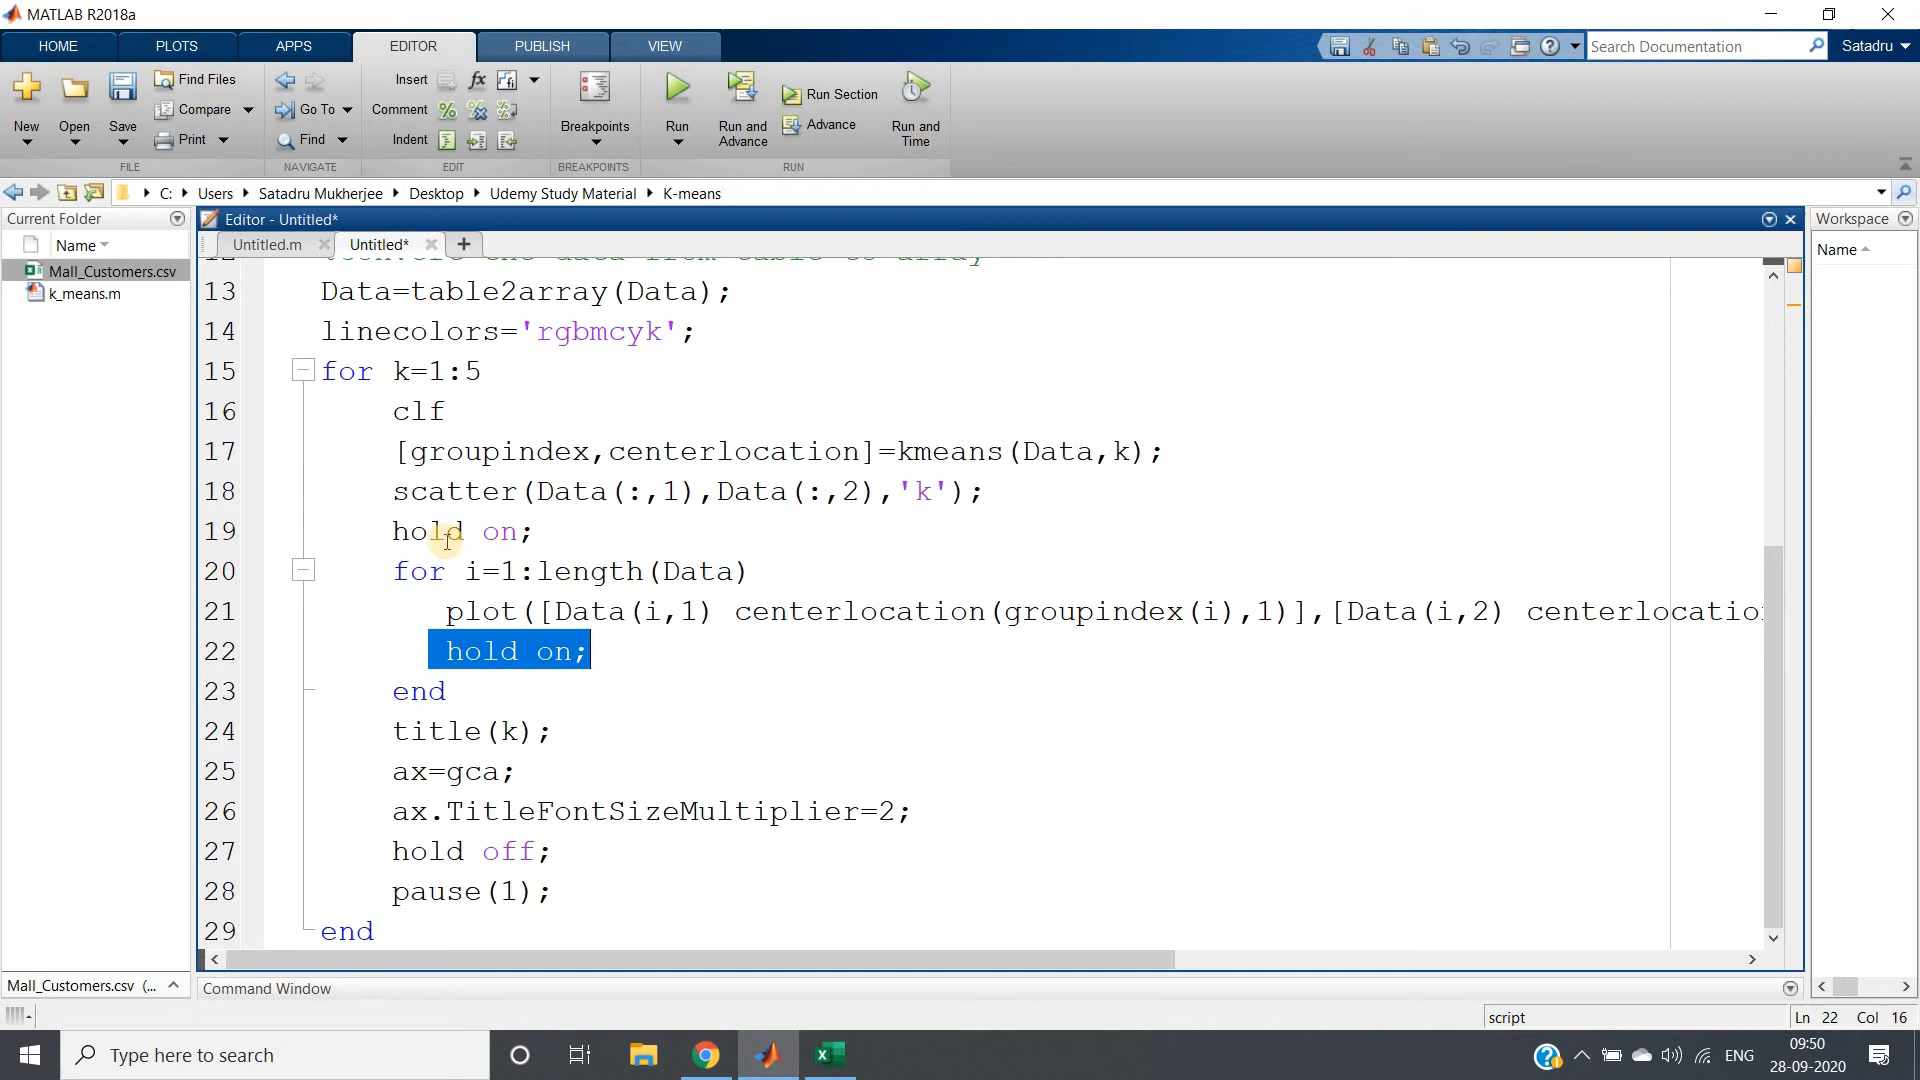 MATLAB R2018a
HOME PLOTS APPS EDITOR PUBLISH VIEW Search Documentation Satadru
Find Files Insert fx
Compare Go To Comment Run Section
New Open Save Print Find Indent Breakpoints Run Run and Advance Advance Run and Time
FILE NAVIGATE EDIT BREAKPOINTS RUN
C: Users Satadru Mukherjee Desktop Udemy Study Material K-means
Current Folder Editor - Untitled* Workspace
Name Untitled.m Untitled* + Name
Mall_Customers.csv
k_means.m
13 Data=table2array(Data);
14 linecolors='rgbmcyk';
15 for k=1:5
16 clf
17 [groupindex,centerlocation]=kmeans(Data,k);
18 scatter(Data(:,1),Data(:,2),'k');
19 hold on;
20 for i=1:length(Data)
21 plot([Data(i,1) centerlocation(groupindex(i),1)],[Data(i,2) centerlocatio
22 hold on;
23 end
24 title(k);
25 ax=gca;
26 ax.TitleFontSizeMultiplier=2;
27 hold off;
28 pause(1);
29 end
Mall_Customers.csv (... Command Window
script Ln 22 Col 16
Type here to search ENG 09:50
28-09-2020